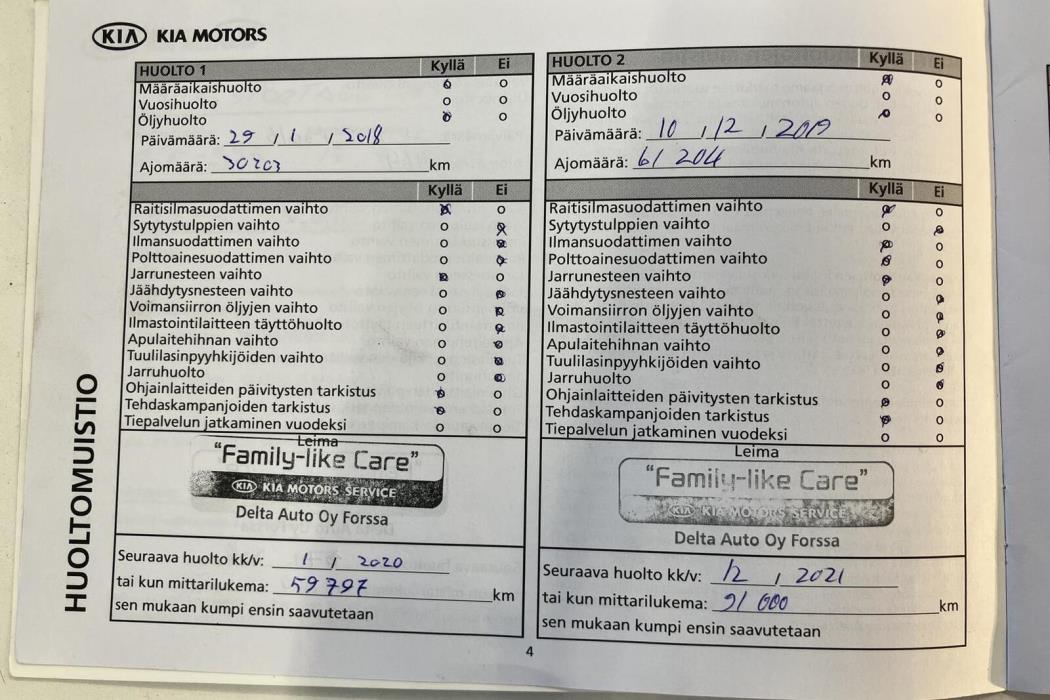 KIA KIA MOTORS
HUOLTO 1 Kyllä Ei
Määräaikaishuolto o o
Vuosihuolto o o
Öljyhuolto o o
Päivämäärä: 29 / 1 / 2018
Ajomäärä: 30203 km
Kyllä Ei
Raitisilmasuodattimen vaihto o o
Sytytystulppien vaihto o o
Ilmansuodattimen vaihto o o
Polttoainesuodattimen vaihto o o
Jarrunesteen vaihto o o
Jäähdytysnesteen vaihto o o
Voimansiirron öljyjen vaihto o o
Ilmastointilaitteen täyttöhuolto o o
Apulaitehihnan vaihto o o
Tuulilasinpyyhkijöiden vaihto o o
Jarruhuolto o o
Ohjainlaitteiden päivitysten tarkistus o o
Tehdaskampanjoiden tarkistus o o
Tiepalvelun jatkaminen vuodeksi o o
Leima
"Family-like Care"
KIA KIA MOTORS SERVICE
Delta Auto Oy Forssa
Seuraava huolto kk/v: 1 / 2020
tai kun mittarilukema: 59797 km
sen mukaan kumpi ensin saavutetaan
HUOLTO 2 Kyllä Ei
Määräaikaishuolto o o
Vuosihuolto o o
Öljyhuolto o o
Päivämäärä: 10 / 12 / 2019
Ajomäärä: 61 204 km
Kyllä Ei
Raitisilmasuodattimen vaihto o o
Sytytystulppien vaihto o o
Ilmansuodattimen vaihto o o
Polttoainesuodattimen vaihto o o
Jarrunesteen vaihto o o
Jäähdytysnesteen vaihto o o
Voimansiirron öljyjen vaihto o o
Ilmastointilaitteen täyttöhuolto o o
Apulaitehihnan vaihto o o
Tuulilasinpyyhkijöiden vaihto o o
Jarruhuolto o o
Ohjainlaitteiden päivitysten tarkistus o o
Tehdaskampanjoiden tarkistus o o
Tiepalvelun jatkaminen vuodeksi o o
Leima
"Family-like Care"
KIA KIA MOTORS SERVICE
Delta Auto Oy Forssa
Seuraava huolto kk/v: 12 / 2021
tai kun mittarilukema: 91 000 km
sen mukaan kumpi ensin saavutetaan
HUOLTOMUISTIO
4